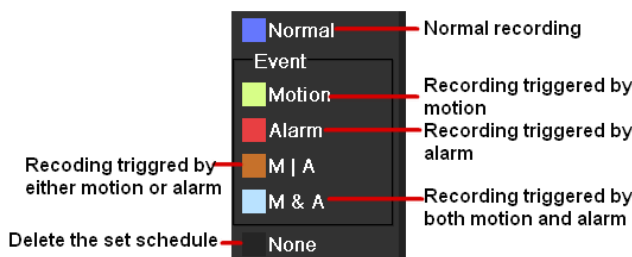 Normal
Normal recording
Event
Motion
Recording triggered by
motion
Alarm
Recording triggered by
alarm
Recoding triggred by
either motion or alarm
M | A
M & A
Recording triggered by
both motion and alarm
Delete the set schedule
None